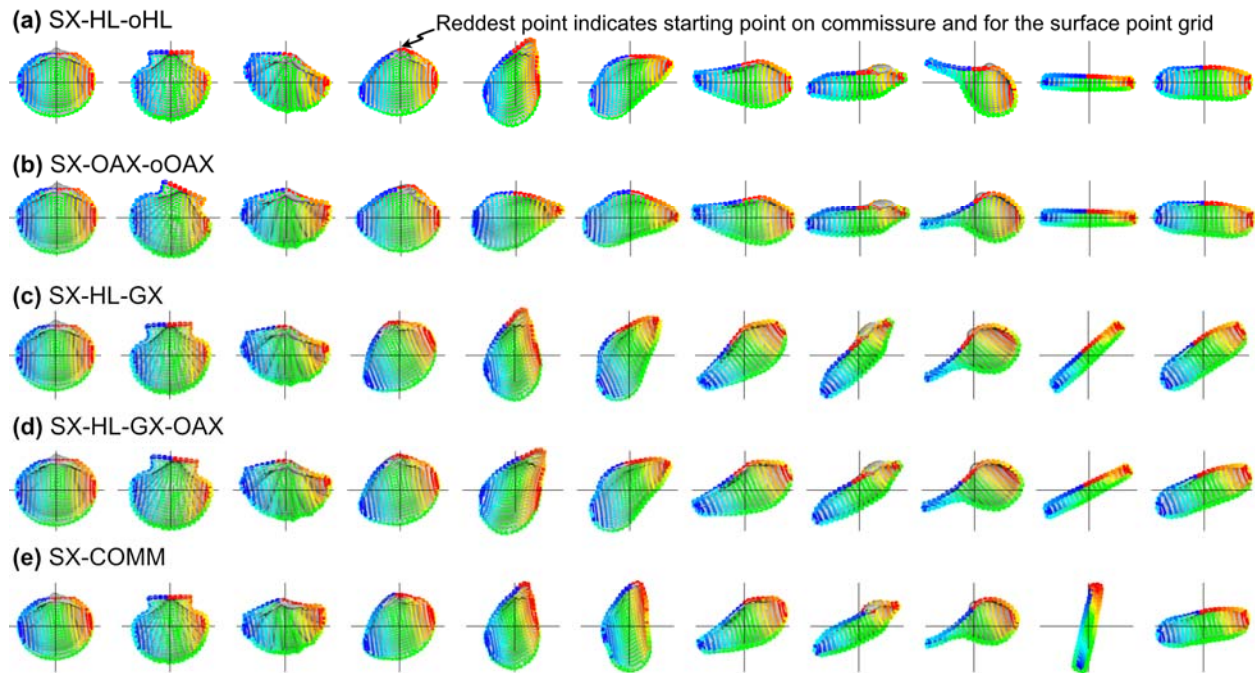 (a) SX-HL-oHL
Reddest point indicates starting point on commissure and for the surface point grid
(b) SX-OAX-oOAX
(c) SX-HL-GX
(d) SX-HL-GX-OAX
(e) SX-COMM